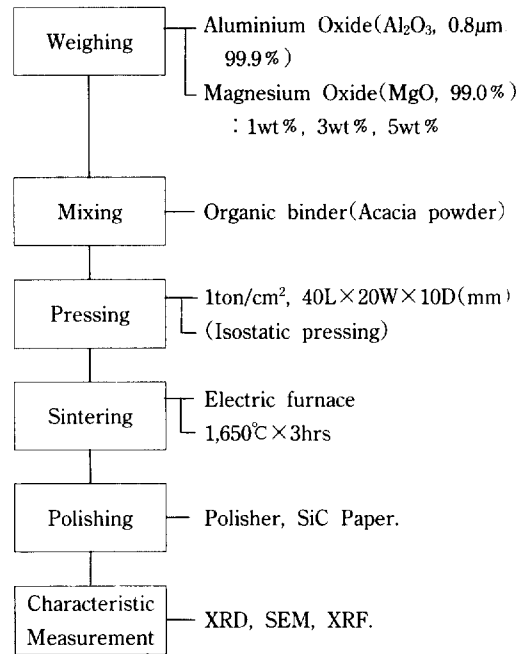 Weighing
Aluminium Oxide(Al₂O₃, 0.8μm
99.9%)
Magnesium Oxide(MgO, 99.0%)
: 1wt%, 3wt%, 5wt%
Mixing
Organic binder(Acacia powder)
Pressing
1ton/cm², 40L×20W×10D(mm)
(Isostatic pressing)
Sintering
Electric furnace
1,650℃×3hrs
Polishing
Polisher, SiC Paper.
Characteristic
Measurement
XRD, SEM, XRF.